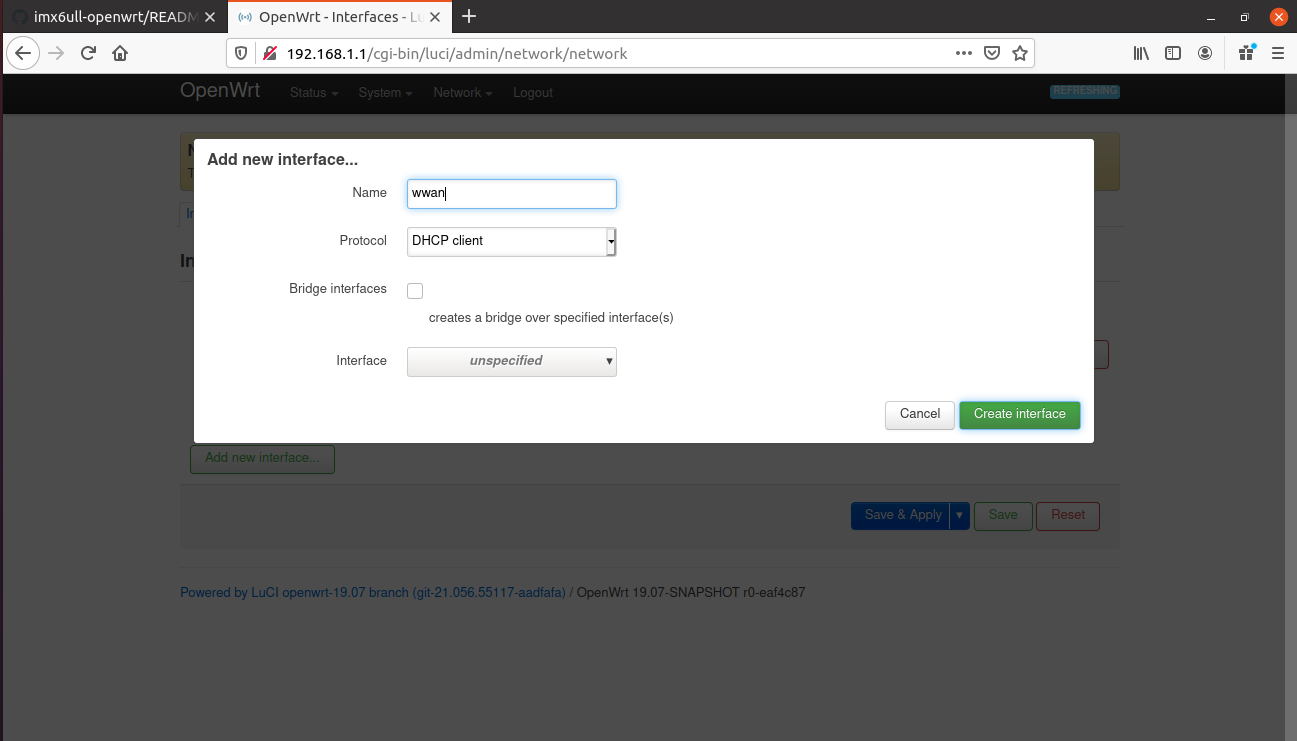 imx6ull-openwrt/READM
OpenWrt - Interfaces - Lu
192.168.1.1/cgi-bin/luci/admin/network/network
OpenWrt Status System Network Logout REFRESHING
Add new interface...
Name wwan
Protocol DHCP client
Bridge interfaces
creates a bridge over specified interface(s)
Interface unspecified
Cancel Create interface
Add new interface...
Save & Apply Save Reset
Powered by LuCI openwrt-19.07 branch (git-21.056.55117-aadfafa) / OpenWrt 19.07-SNAPSHOT r0-eaf4c87